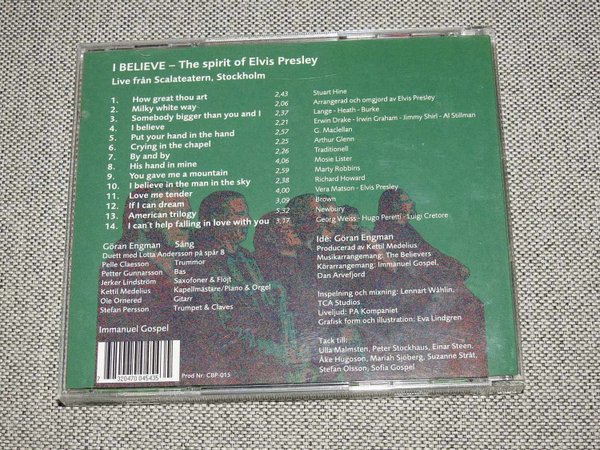 I BELIEVE – The spirit of Elvis Presley
Live från Scalateatern, Stockholm
1. How great thou art 2,43 Stuart Hine
2. Milky white way 2,06 Arrangerad och omgjord av Elvis Presley
3. Somebody bigger than you and I 2,37 Lange - Heath - Burke
4. I believe 2,21 Erwin Drake - Irwin Graham - Jimmy Shirl - Al Stillman
5. Put your hand in the hand 2,57 G. Maclellan
6. Crying in the chapel 2,25 Arthur Glenn
7. By and by 2,26 Traditionell
8. His hand in mine 4,06 Mosie Lister
9. You gave me a mountain 2,59 Marty Robbins
10. I believe in the man in the sky 2,38 Richard Howard
11. Love me tender 4,00 Vera Matson - Elvis Presley
12. If I can dream 3,09 Brown
13. American trilogy 5,32 Newbury
14. I can't help falling in love with you 3,17 Georg Weiss - Hugo Peretti - Luigi Cretore
Göran Engman Sång
Duett med Lotta Andersson på spår 8
Pelle Claesson Trummor
Petter Gunnarsson Bas
Jerker Lindström Saxofoner & Flöjt
Kettil Medelius Kapellmästare/Piano & Orgel
Ole Ornered Gitarr
Stefan Persson Trumpet & Claves
Immanuel Gospel
Idé: Göran Engman
Producerad av Kettil Medelius
Musikarrangemang: The Believers
Körarrangemang: Immanuel Gospel,
Dan Arvefjord
Inspelning och mixning: Lennart Wåhlin,
TCA Studios
Liveljud: PA Kompaniet
Grafisk form och illustration: Eva Lindgren
Tack till:
Ulla Malmsten, Peter Stockhaus, Einar Steen,
Åke Hugoson, Mariah Sjöberg, Suzanne Stråt,
Stefan Olsson, Sofia Gospel
7 320470 045435
Prod Nr: CBP-015